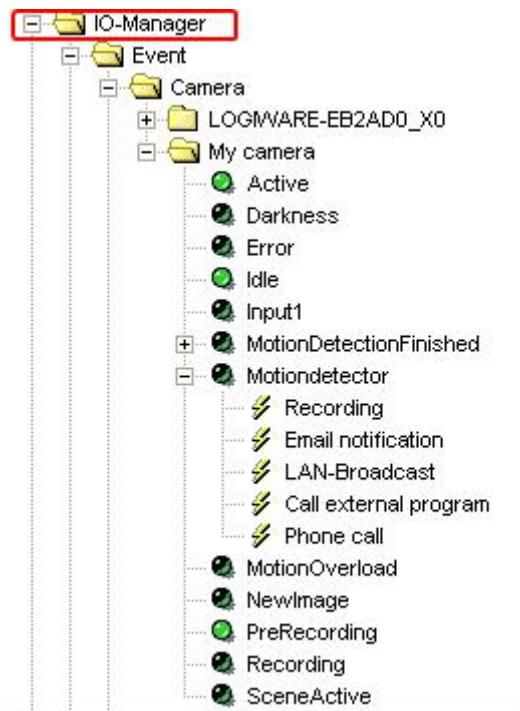 IO-Manager
Event
Camera
LOGIWARE-EB2AD0_X0
My camera
Active
Darkness
Error
Idle
Input1
MotionDetectionFinished
Motiondetector
Recording
Email notification
LAN-Broadcast
Call external program
Phone call
MotionOverload
NewImage
PreRecording
Recording
SceneActive